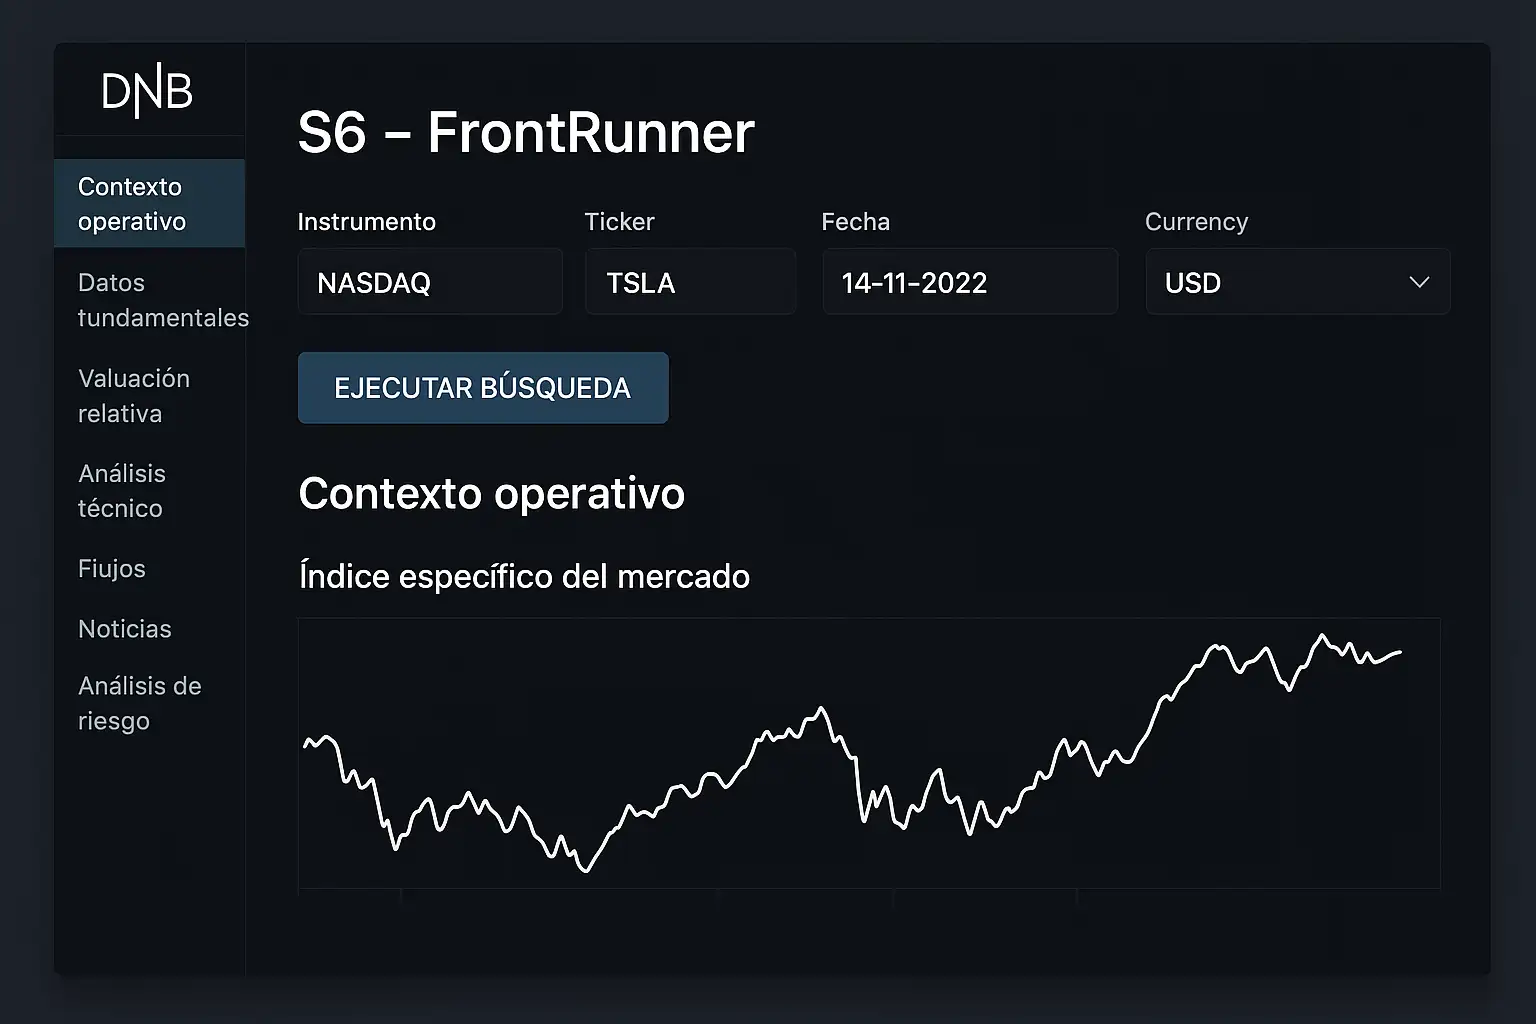 DNB
Contexto
operativo
Datos
tundamentales
Valuación
relativa
Análisis
técnico
Fiujos
Noticias
Análisis de
riesgo
S6 – FrontRunner
Instrumento
Ticker
Fecha
Currency
NASDAQ
TSLA
14-11-2022
USD
EJECUTAR BÚSQUEDA
Contexto operativo
Índice específico del mercado